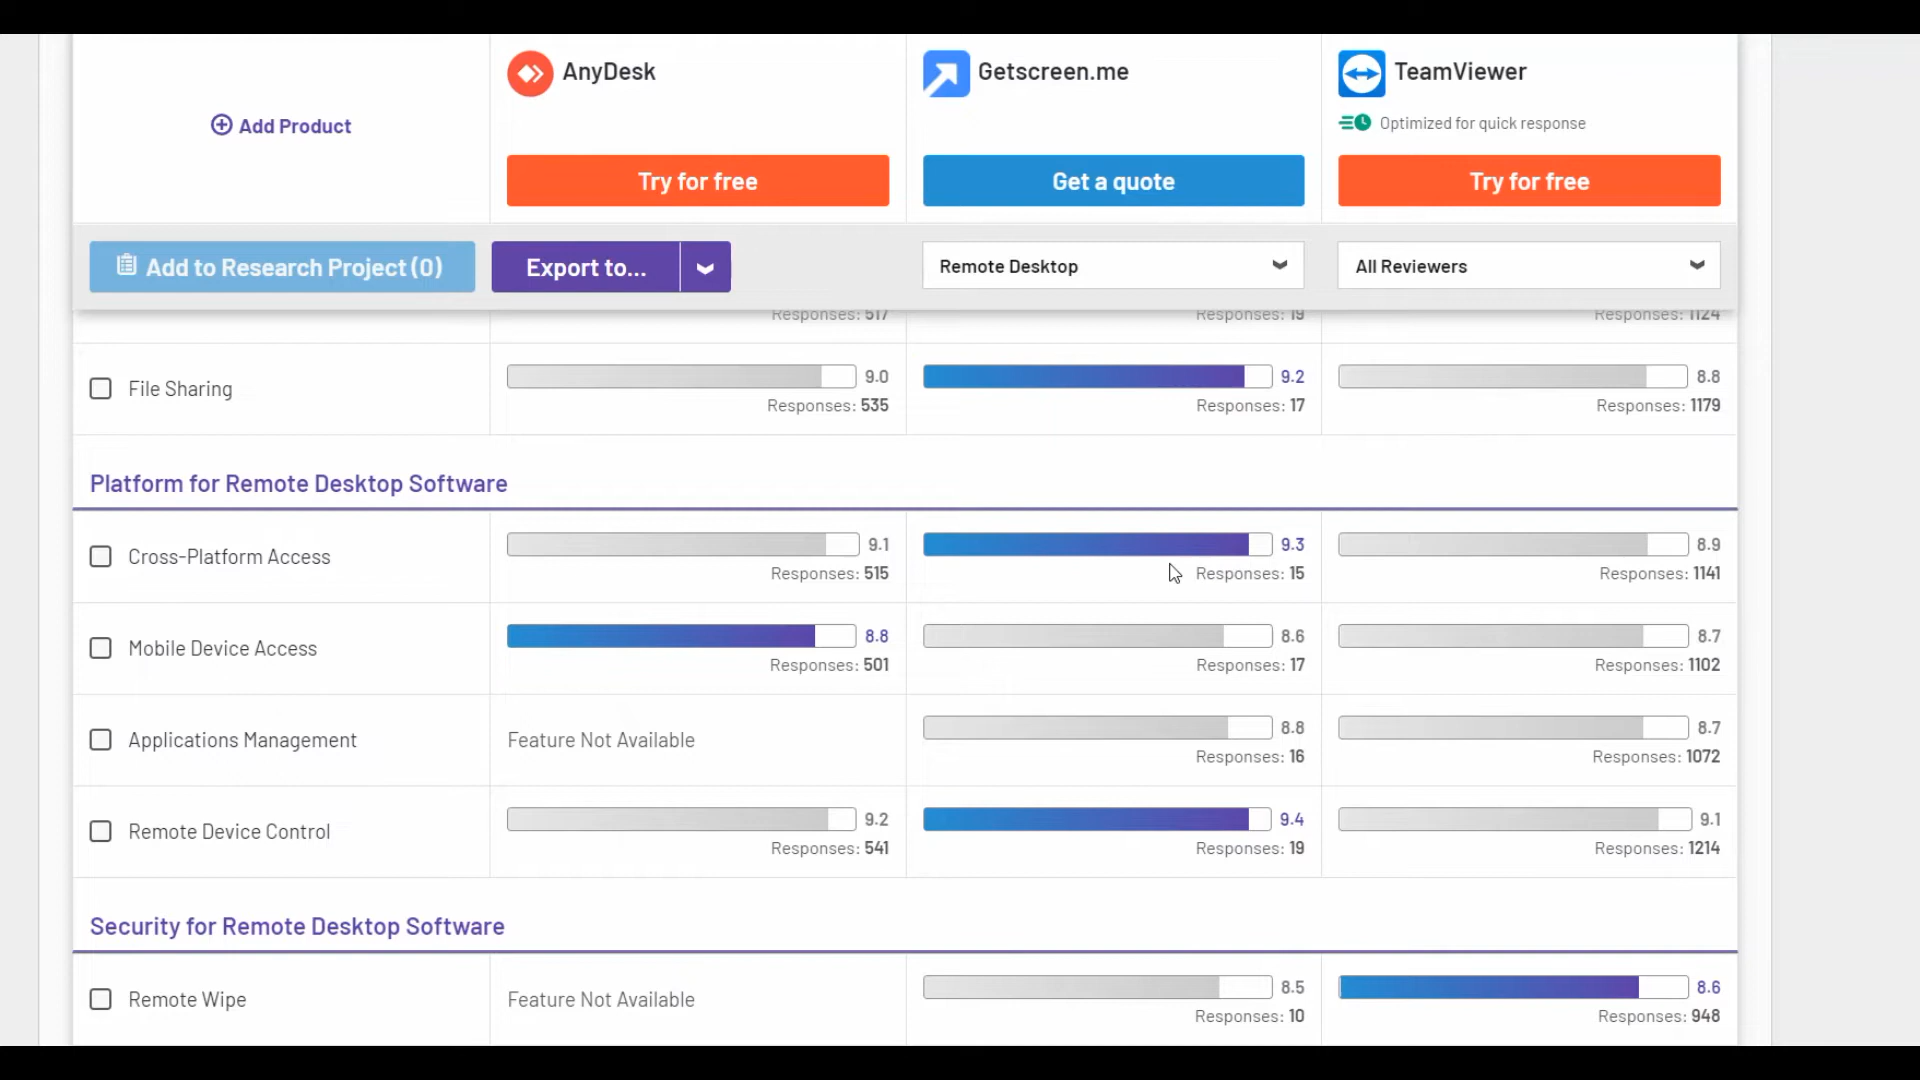 AnyDesk
Getscreen.me
TeamViewer
Add Product
Optimized for quick response
Try for free
Get a quote
Try for free
Add to Research Project (0)
Export to...
Remote Desktop
All Reviewers
Responses: 517
Responses: 19
Responses: 1124
File Sharing
9.0
Responses: 535
9.2
Responses: 17
8.8
Responses: 1179
Platform for Remote Desktop Software
Cross-Platform Access
9.1
Responses: 515
9.3
Responses: 15
8.9
Responses: 1141
Mobile Device Access
8.8
Responses: 501
8.6
Responses: 17
8.7
Responses: 1102
Applications Management
Feature Not Available
8.8
Responses: 16
8.7
Responses: 1072
Remote Device Control
9.2
Responses: 541
9.4
Responses: 19
9.1
Responses: 1214
Security for Remote Desktop Software
Remote Wipe
Feature Not Available
8.5
Responses: 10
8.6
Responses: 948